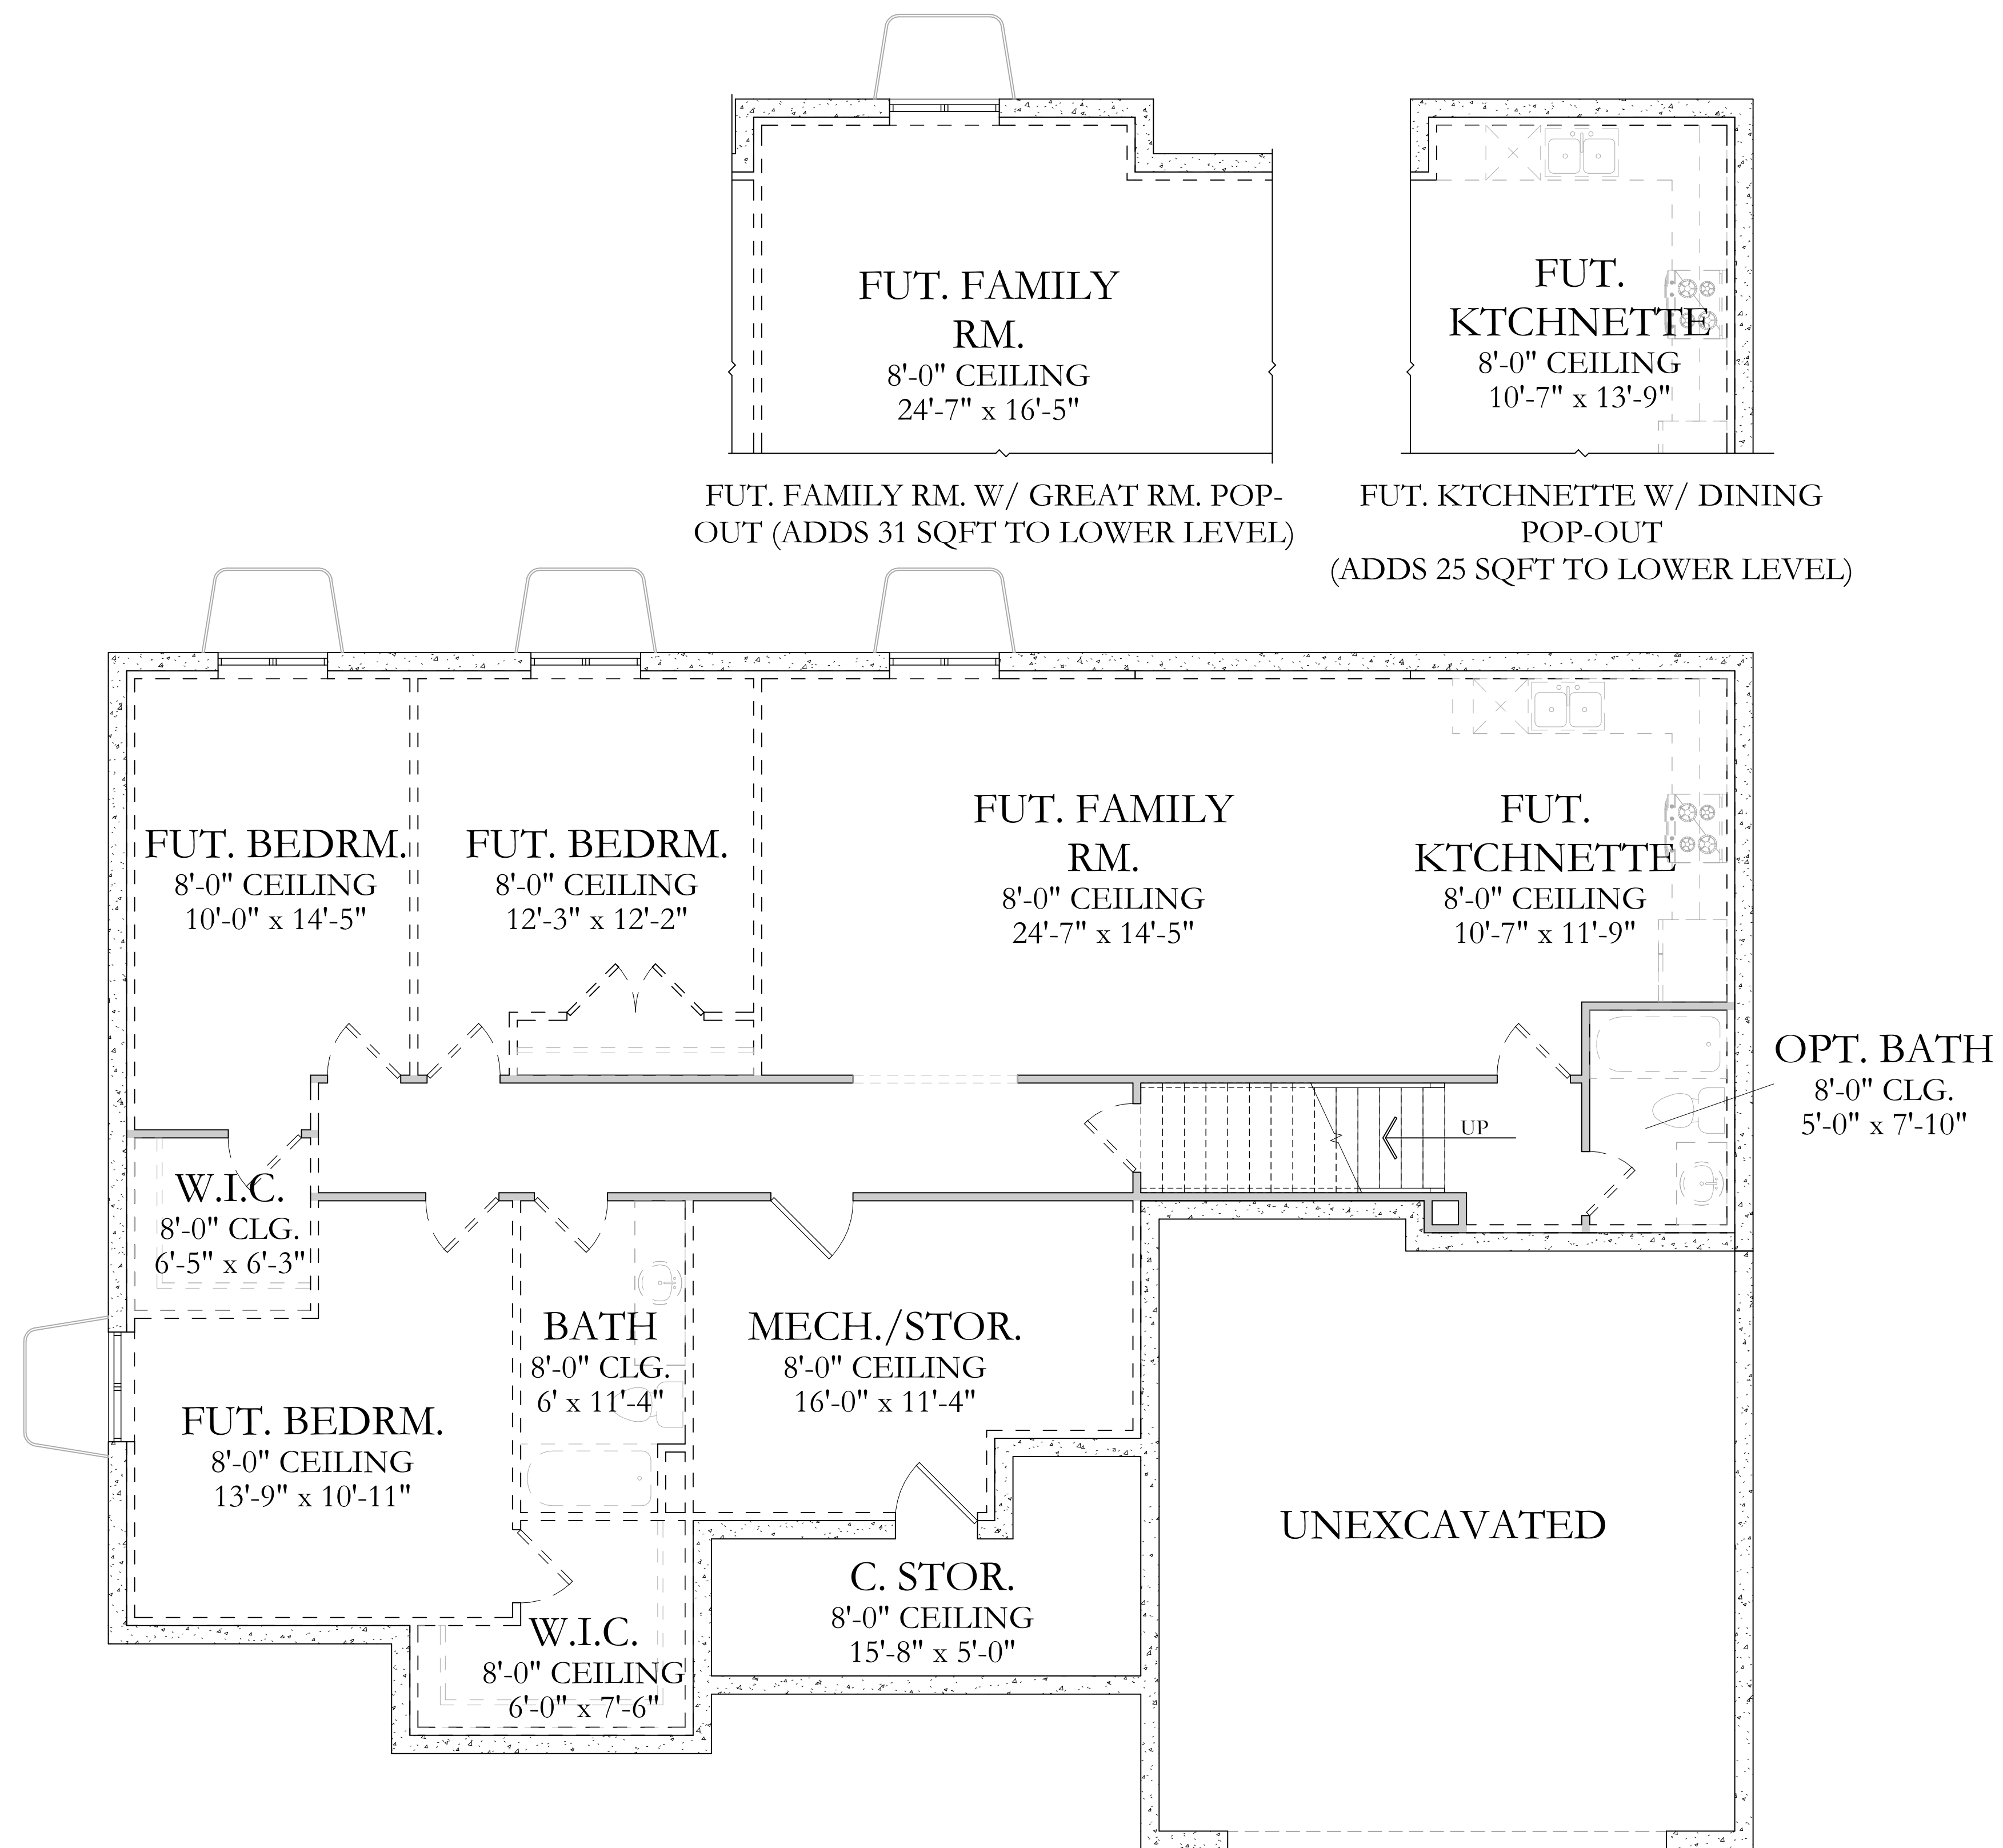 FUT. FAMILY
RM.
8'-0" CEILING
24'-7" x 16'-5"
FUT. FAMILY RM. W/ GREAT RM. POP-
OUT (ADDS 31 SQFT TO LOWER LEVEL)
FUT.
KTCHNETTE
8'-0" CEILING
10'-7" x 13'-9"
FUT. KTCHNETTE W/ DINING
POP-OUT
(ADDS 25 SQFT TO LOWER LEVEL)
FUT. BEDRM.
8'-0" CEILING
10'-0" x 14'-5"
FUT. BEDRM.
8'-0" CEILING
12'-3" x 12'-2"
FUT. FAMILY
RM.
8'-0" CEILING
24'-7" x 14'-5"
FUT.
KTCHNETTE
8'-0" CEILING
10'-7" x 11'-9"
OPT. BATH
8'-0" CLG.
5'-0" x 7'-10"
UP
W.I.C.
8'-0" CLG.
6'-5" x 6'-3"
BATH
8'-0" CLG.
6' x 11'-4"
MECH./STOR.
8'-0" CEILING
16'-0" x 11'-4"
FUT. BEDRM.
8'-0" CEILING
13'-9" x 10'-11"
UNEXCAVATED
C. STOR.
8'-0" CEILING
15'-8" x 5'-0"
W.I.C.
8'-0" CEILING
6'-0" x 7'-6"